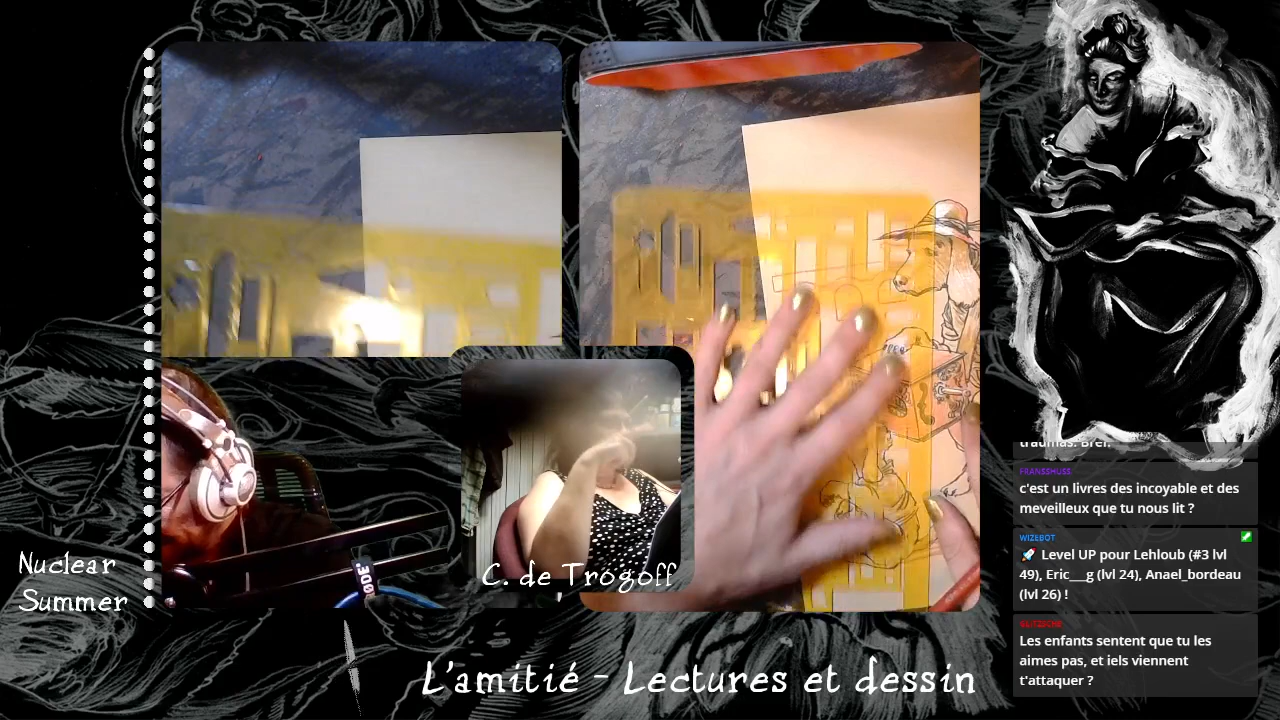 Nuclear
Summer
C. de Trogoff
L'amitié - Lectures et dessin
traumas. Bref.
FRANSSHUSS
c'est un livres des incoyable et des
meveilleux que tu nous lit ?
WIZEBOT
Level UP pour Lehloub (#3 lvl
49), Eric___g (lvl 24), Anael_bordeau
(lvl 26) !
GLITZSCHE
Les enfants sentent que tu les
aimes pas, et iels viennent
t'attaquer ?